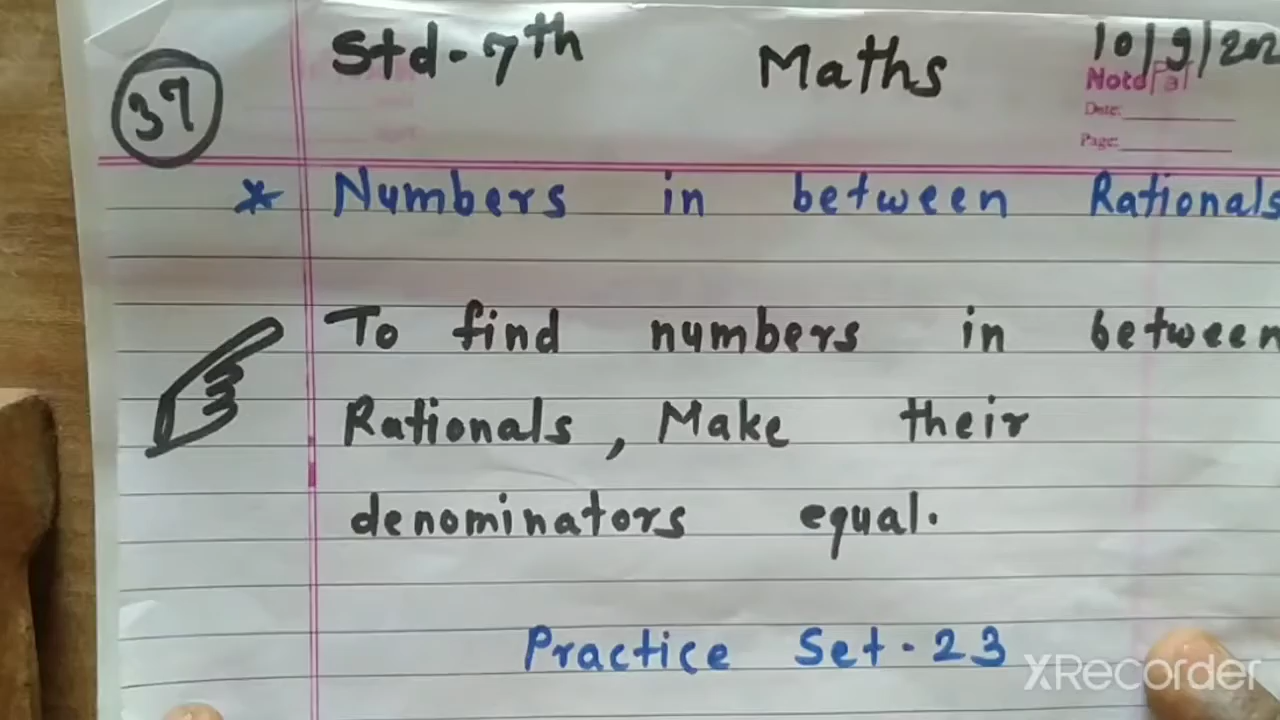 37
Std-7th Maths 10/9/202
Note
Date:
Page:
* Numbers in between Rationals
To find numbers in between
Rationals, Make their
denominators equal.
Practice Set-23
XRecorder